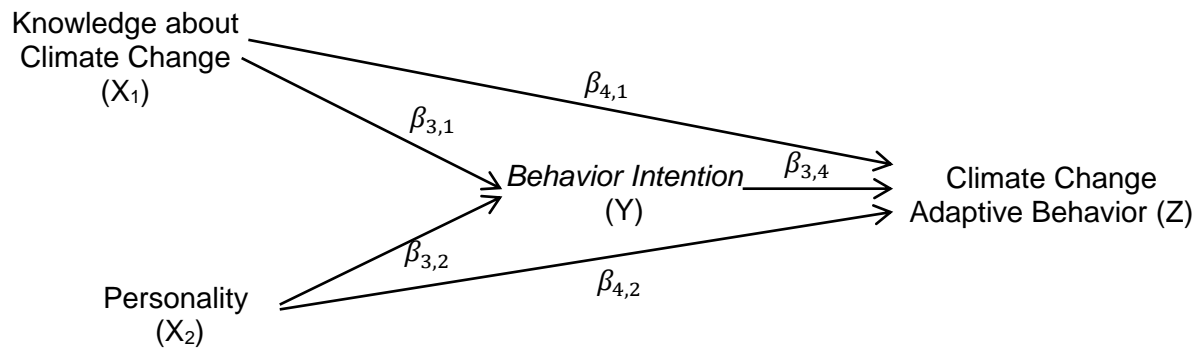 Knowledge about
Climate Change
(X₁)
β₄,₁
β₃,₁
Behavior Intention
(Y)
β₃,₄
Climate Change
Adaptive Behavior (Z)
β₃,₂
β₄,₂
Personality
(X₂)